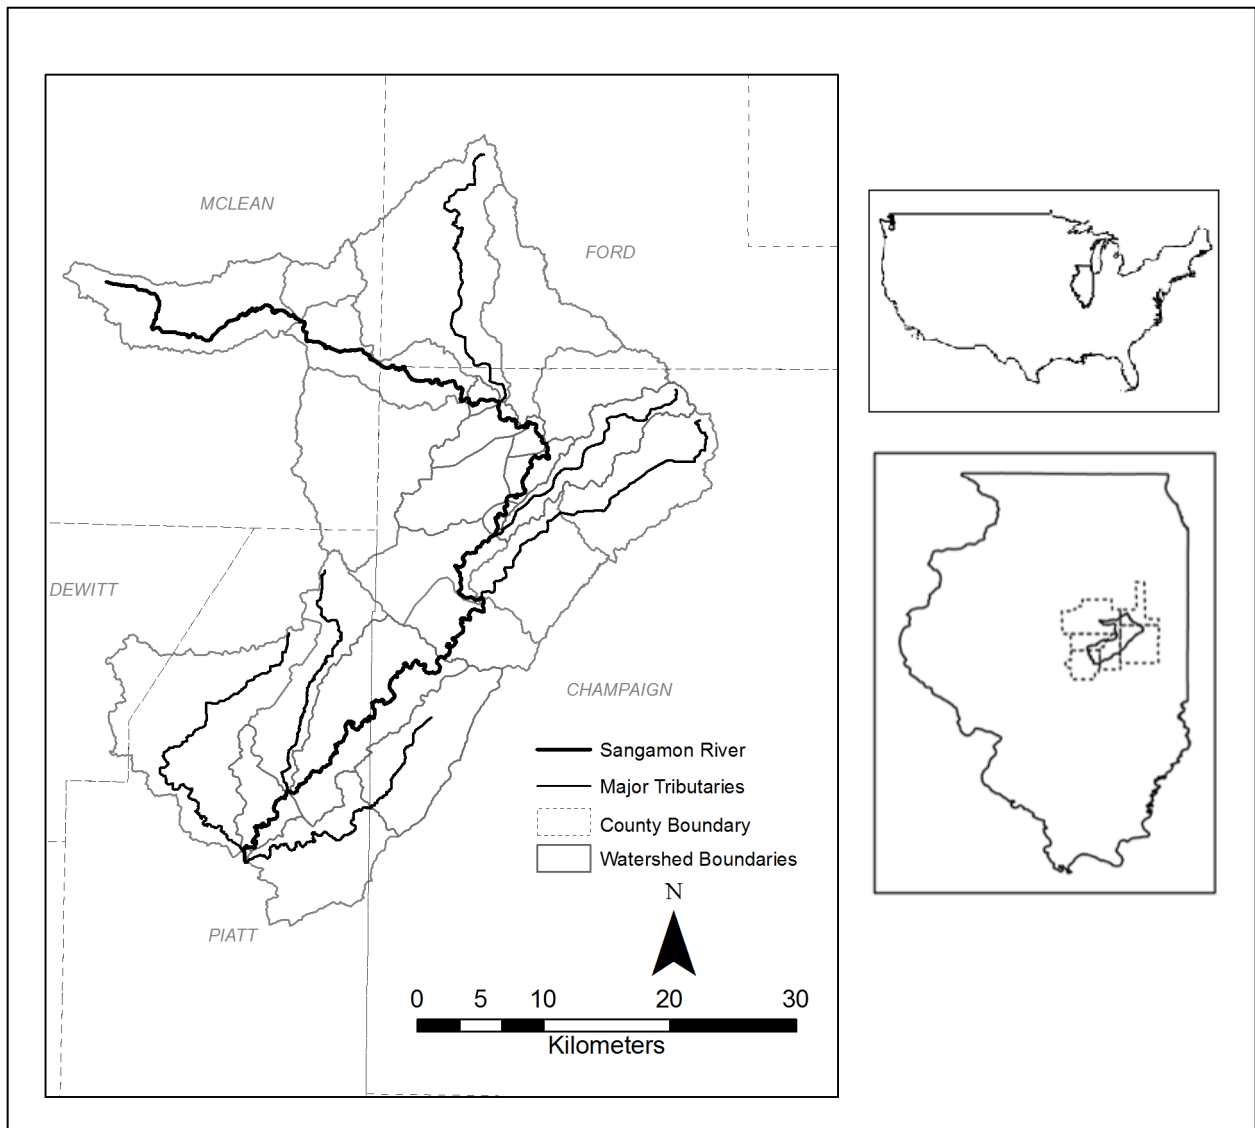 MCLEAN
FORD
DEWITT
CHAMPAIGN
Sangamon River
Major Tributaries
County Boundary
Watershed Boundaries
N
PIATT
0 5 10 20 30
Kilometers